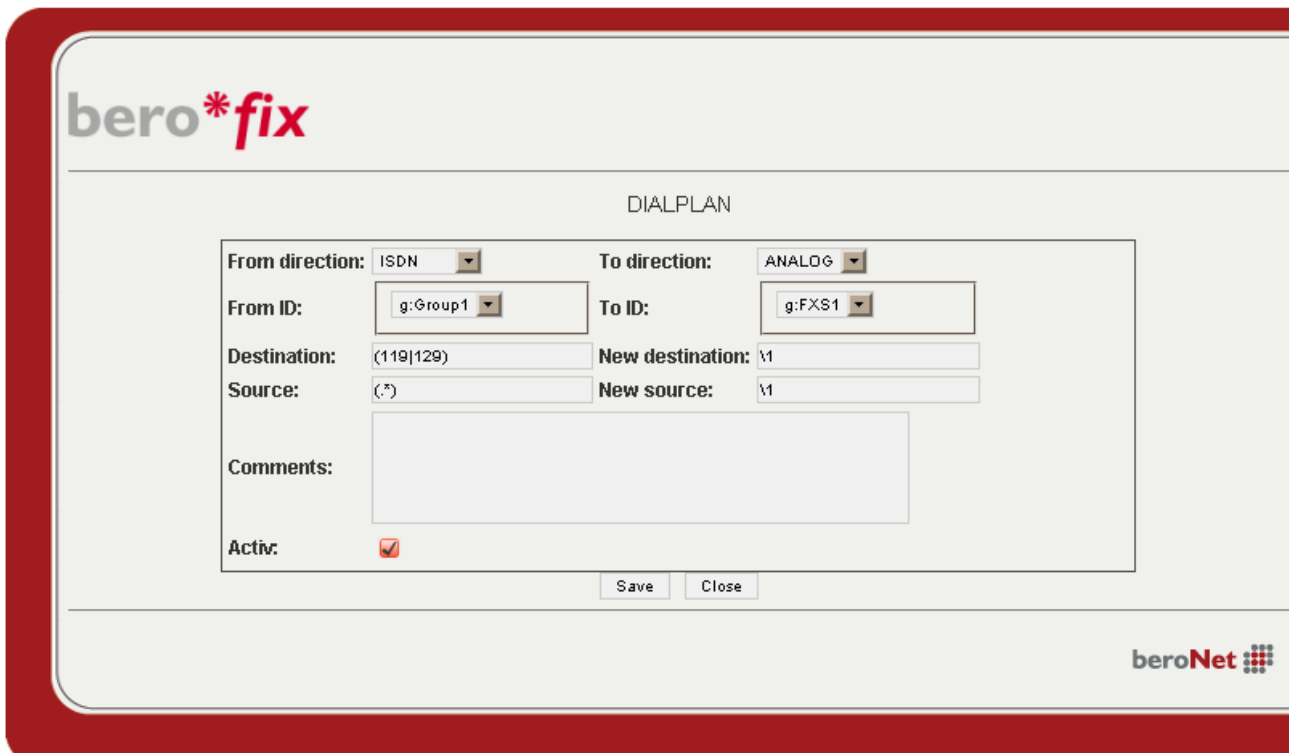 bero*fix
DIALPLAN
From direction: ISDN To direction: ANALOG
From ID: g:Group1 To ID: g:FXS1
Destination: (119|129) New destination: \1
Source: (.*) New source: \1
Comments:
Activ:
Save Close
beroNet